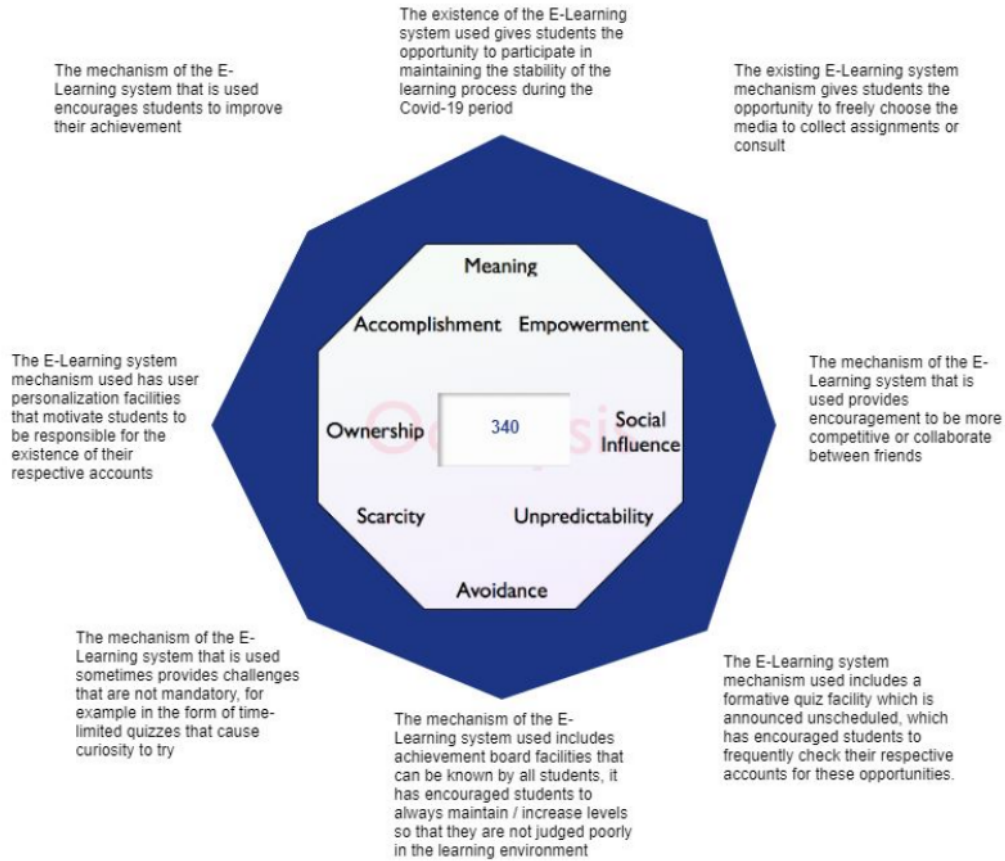 The existence of the E-Learning
system used gives students the
opportunity to participate in
maintaining the stability of the
learning process during the
Covid-19 period
The mechanism of the E-
Learning system that is used
encourages students to improve
their achievement
The existing E-Learning system
mechanism gives students the
opportunity to freely choose the
media to collect assignments or
consult
Meaning
Accomplishment Empowerment
The E-Learning system
mechanism used has user
personalization facilities
that motivate students to
be responsible for the
existence of their
respective accounts
Ownership
340
Social
Influence
The mechanism of the E-
Learning system that is
used provides
encouragement to be more
competitive or collaborate
between friends
Scarcity
Unpredictability
Avoidance
The mechanism of the E-
Learning system that is used
sometimes provides challenges
that are not mandatory, for
example in the form of time-
limited quizzes that cause
curiosity to try
The mechanism of the E-
Learning system used includes
achievement board facilities that
can be known by all students, it
has encouraged students to
always maintain / increase levels
so that they are not judged poorly
in the learning environment
The E-Learning system
mechanism used includes a
formative quiz facility which is
announced unscheduled, which
has encouraged students to
frequently check their respective
accounts for these opportunities.